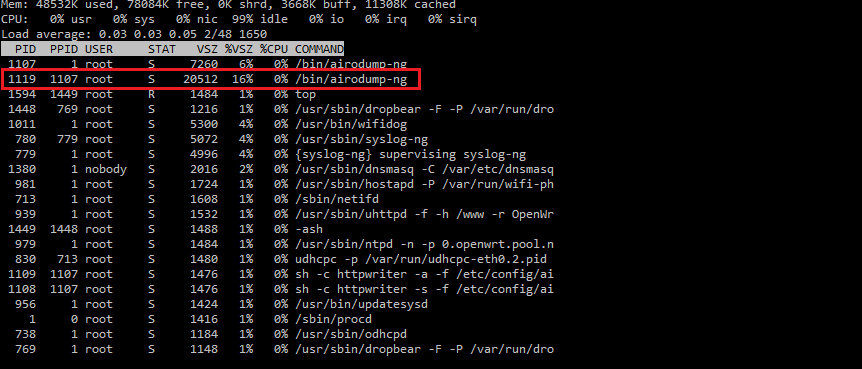 Mem: 48532K used, 78084K free, 0K shrd, 3668K buff, 11308K cached
CPU: 0% usr 0% sys 0% nic 99% idle 0% io 0% irq 0% sirq
Load average: 0.03 0.03 0.05 2/48 1650
PID PPID USER STAT VSZ %VSZ %CPU COMMAND
1107 1 root S 7260 6% 0% /bin/airodump-ng
1119 1107 root S 20512 16% 0% /bin/airodump-ng
1594 1449 root R 1484 1% 0% top
1448 769 root S 1216 1% 0% /usr/sbin/dropbear -F -P /var/run/dro
1011 1 root S 5300 4% 0% /usr/bin/wifidog
780 779 root S 5072 4% 0% /usr/sbin/syslog-ng
779 1 root S 4996 4% 0% {syslog-ng} supervising syslog-ng
1380 1 nobody S 2016 2% 0% /usr/sbin/dnsmasq -C /var/etc/dnsmasq
981 1 root S 1724 1% 0% /usr/sbin/hostapd -P /var/run/wifi-ph
713 1 root S 1608 1% 0% /sbin/netifd
939 1 root S 1532 1% 0% /usr/sbin/uhttpd -f -h /www -r OpenWr
1449 1448 root S 1488 1% 0% -ash
979 1 root S 1484 1% 0% /usr/sbin/ntpd -n -p 0.openwrt.pool.n
830 713 root S 1480 1% 0% udhcpc -p /var/run/udhcpc-eth0.2.pid
1109 1107 root S 1476 1% 0% sh -c httpwriter -a -f /etc/config/ai
1108 1107 root S 1476 1% 0% sh -c httpwriter -s -f /etc/config/ai
956 1 root S 1424 1% 0% /usr/bin/updatesysd
1 0 root S 1416 1% 0% /sbin/procd
738 1 root S 1184 1% 0% /usr/sbin/odhcpd
769 1 root S 1148 1% 0% /usr/sbin/dropbear -F -P /var/run/dro